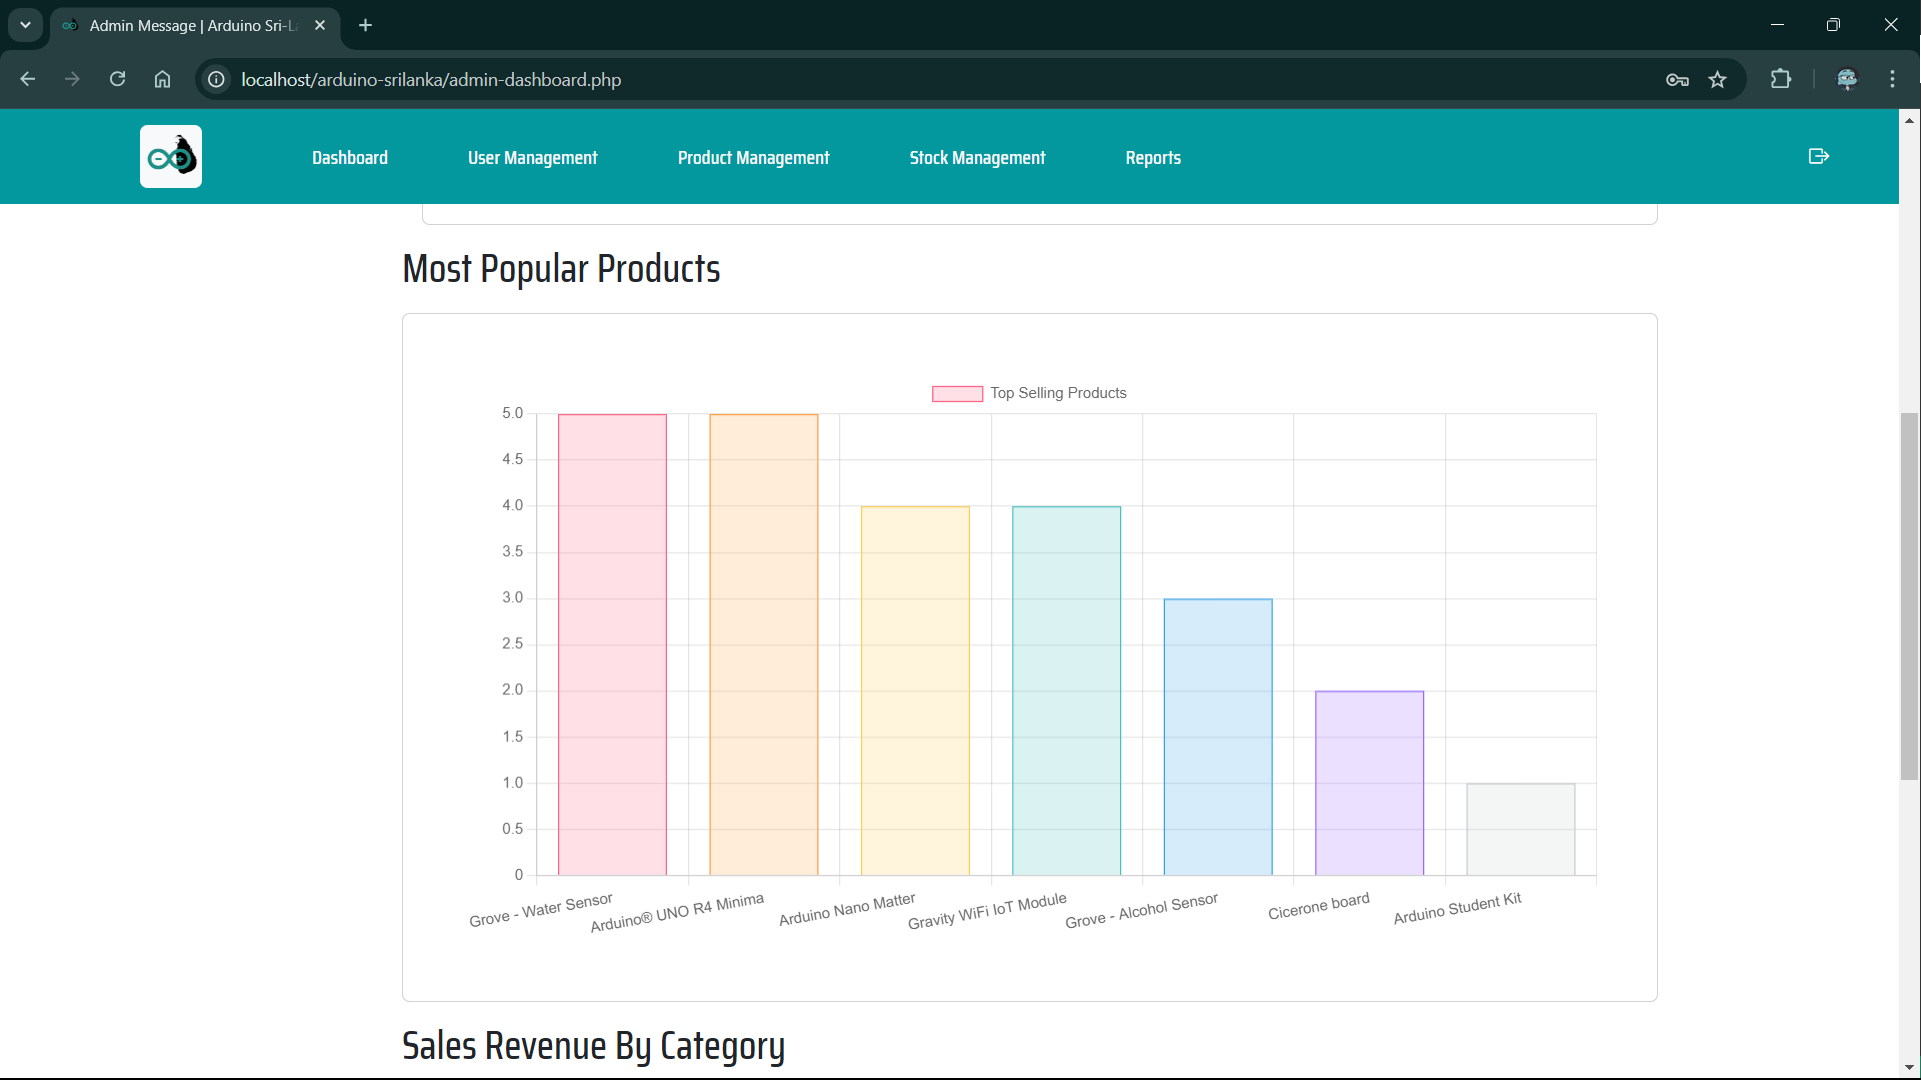 Admin Message | Arduino Sri-La
localhost/arduino-srilanka/admin-dashboard.php
Dashboard User Management Product Management Stock Management Reports
Most Popular Products
Top Selling Products
5.0
4.5
4.0
3.5
3.0
2.5
2.0
1.5
1.0
0.5
0
Grove - Water Sensor
Arduino® UNO R4 Minima
Arduino Nano Matter
Gravity WiFi IoT Module
Grove - Alcohol Sensor
Cicerone board
Arduino Student Kit
Sales Revenue By Category